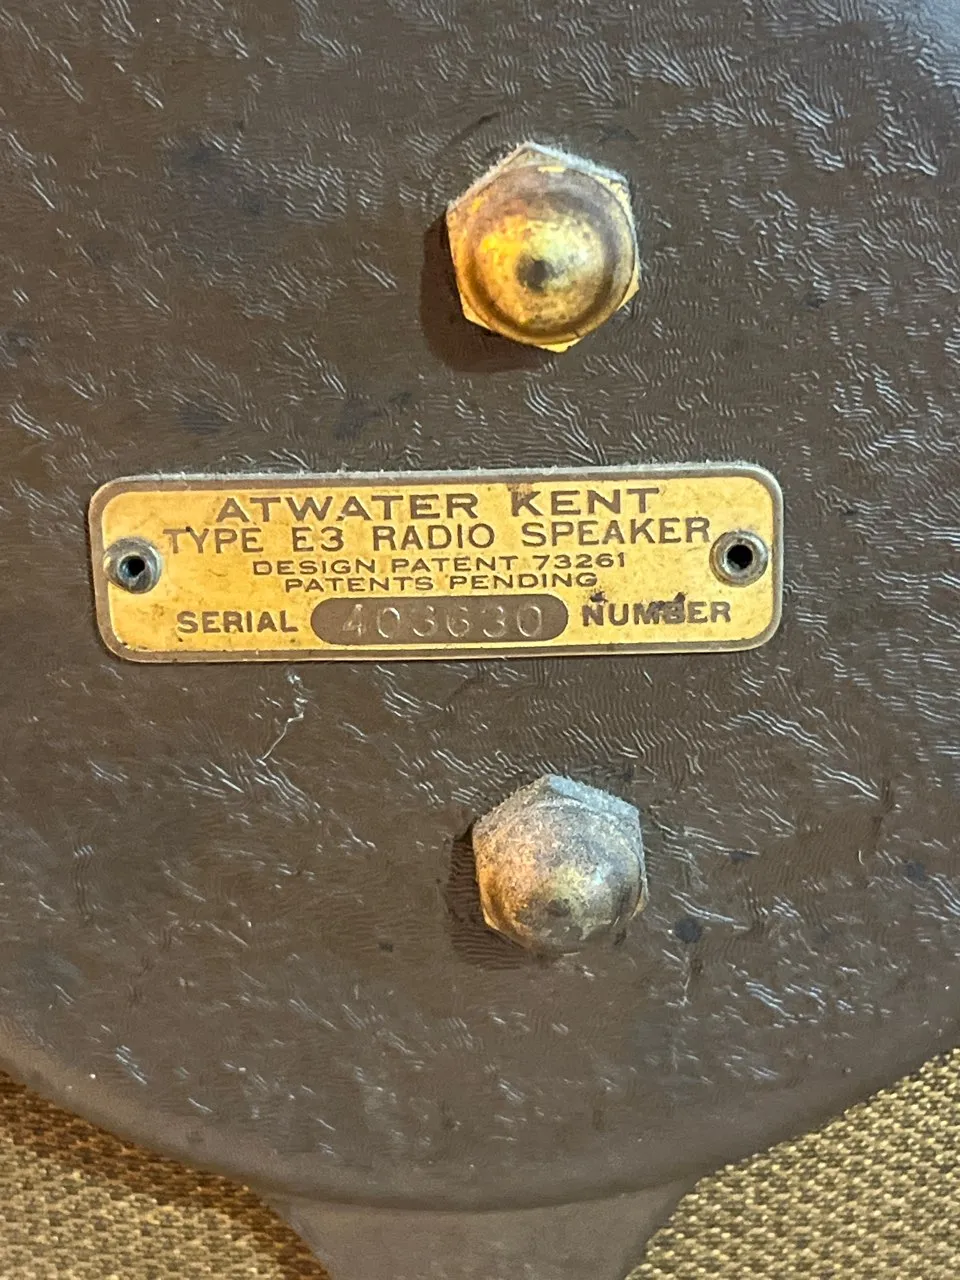 ATWATER KENT
TYPE E3 RADIO SPEAKER
DESIGN PATENT 73261
PATENTS PENDING
SERIAL 403630 NUMBER